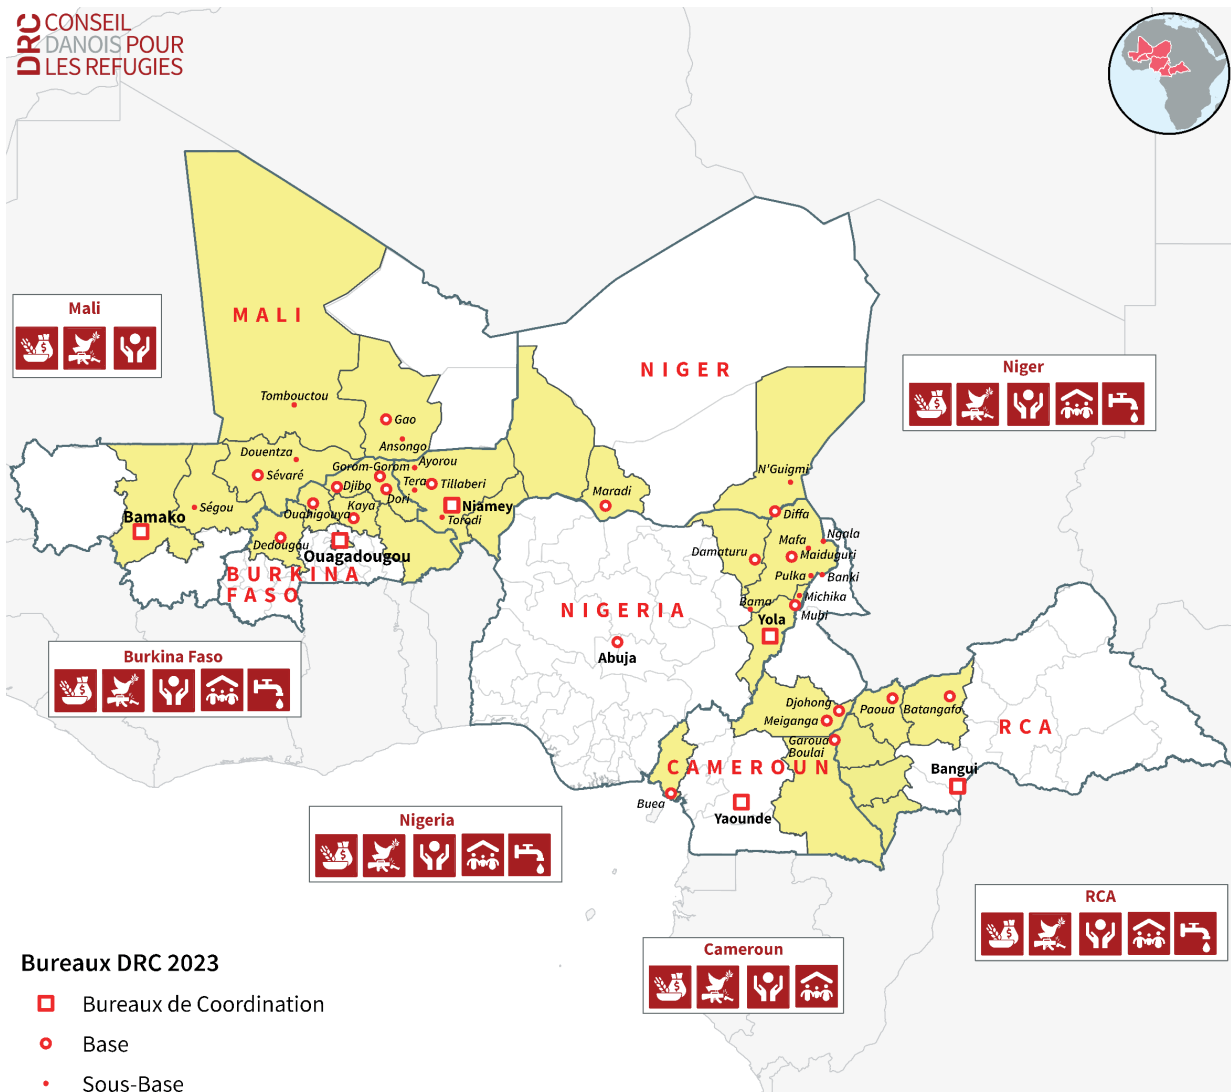 DRC
CONSEIL
DANOIS POUR
LES REFUGIES
MALI
Mali
NIGER
Niger
Tombouctou
Gao
Ansongo
Douentza
Sévaré
Gorom-Gorom
Ayorou
Tera
Tillaberi
Djibo
Dori
Ségou
Ouahigouya
Kaya
Niamey
Torodi
Bamako
Dedougou
Ouagadougou
BURKINA
FASO
Maradi
N'Guigmi
Diffa
Ngala
Mafa
Damaturu
Maiduguri
Pulka
Banki
Michika
Bama
Mubi
Yola
NIGERIA
Abuja
Burkina Faso
Djohong
Meiganga
Paoua
Batangafo
RCA
Garoua
Boulai
CAMEROUN
Bangui
Buea
Yaounde
Nigeria
RCA
Cameroun
Bureaux DRC 2023
Bureaux de Coordination
Base
Sous-Base